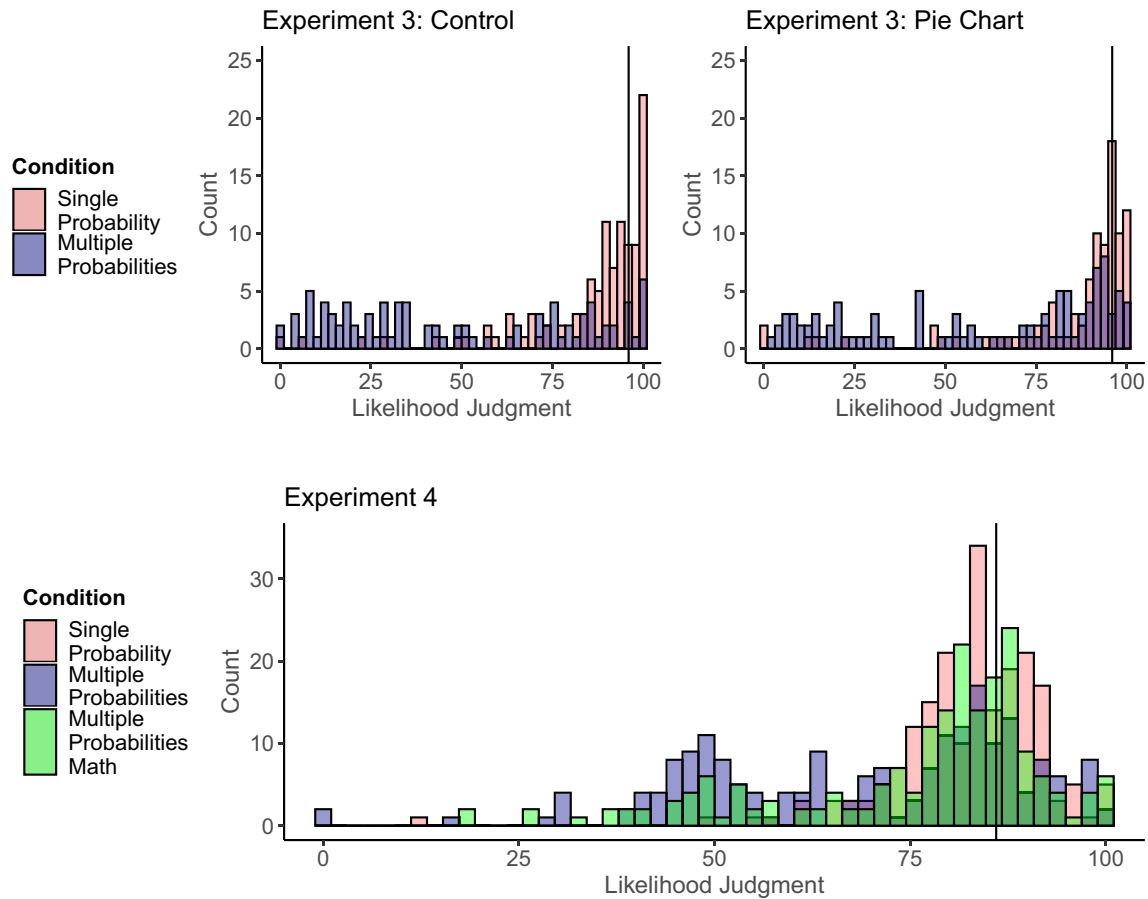 Experiment 3: Control
Experiment 3: Pie Chart
Condition
Single
Probability
Multiple
Probabilities
Count
25
20
15
10
5
0
0
25
50
75
100
Likelihood Judgment
Count
25
20
15
10
5
0
0
25
50
75
100
Likelihood Judgment
Experiment 4
Condition
Single
Probability
Multiple
Probabilities
Multiple
Probabilities
Math
Count
30
20
10
0
0
25
50
75
100
Likelihood Judgment